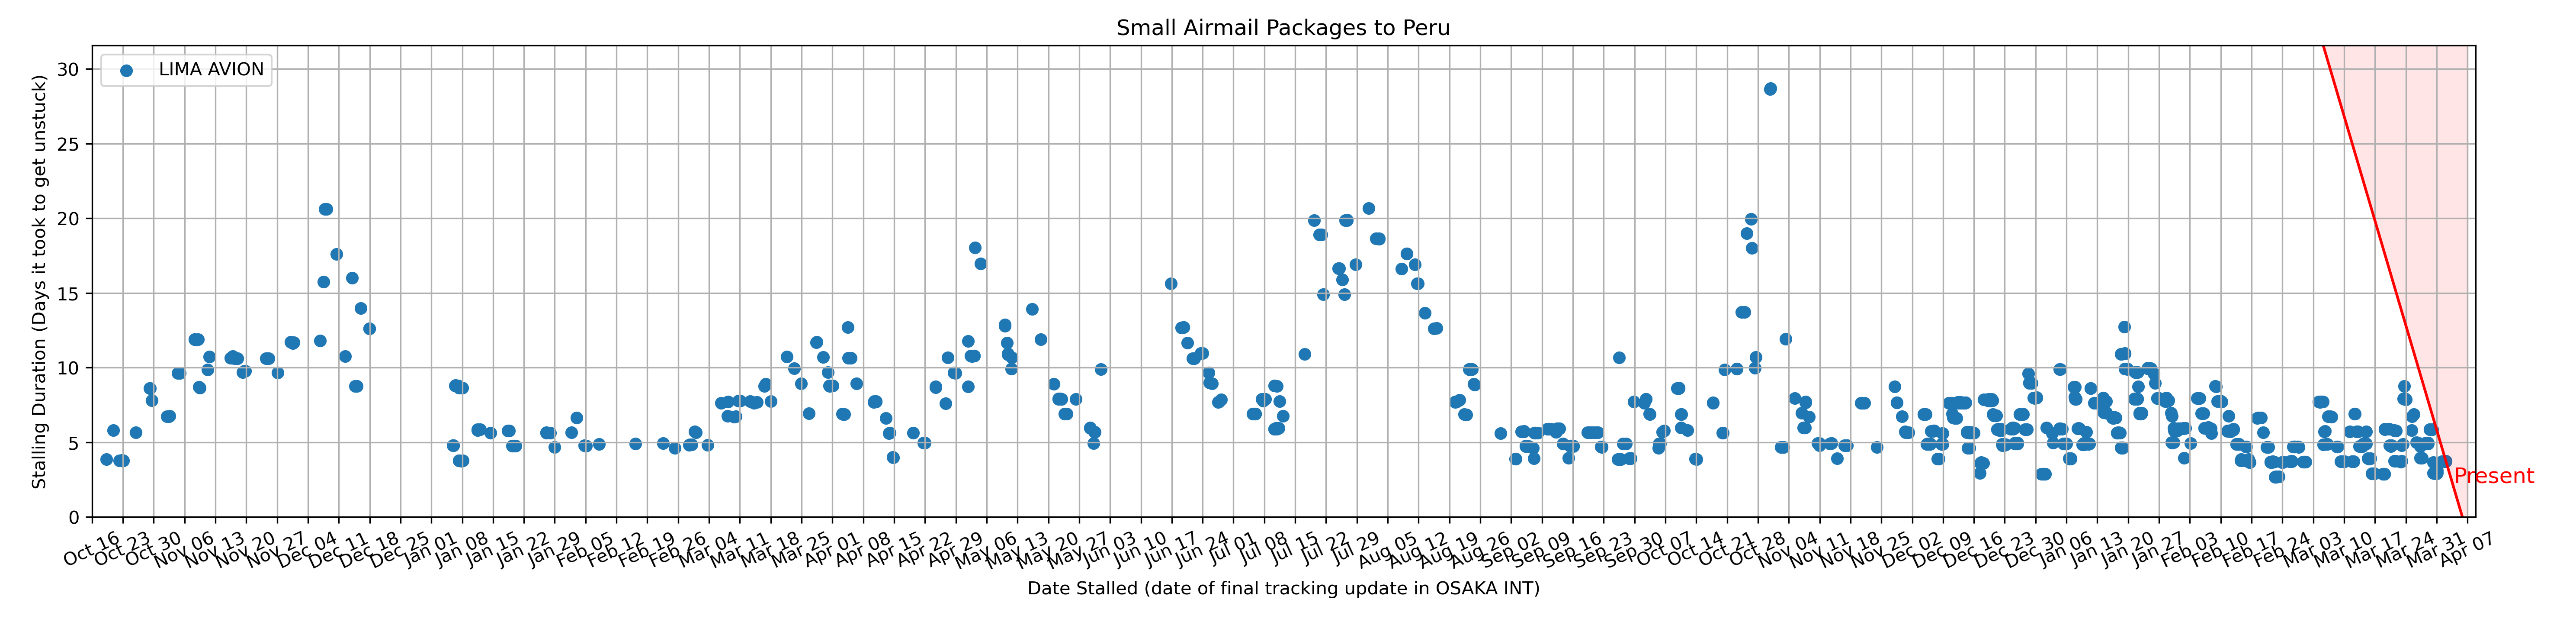 Small Airmail Packages to Peru
LIMA AVION
Stalling Duration (Days it took to get unstuck)
30
25
20
15
10
5
0
Present
Oct 16
Oct 23
Oct 30
Nov 06
Nov 13
Nov 20
Nov 27
Dec 04
Dec 11
Dec 18
Dec 25
Jan 01
Jan 08
Jan 15
Jan 22
Jan 29
Feb 05
Feb 12
Feb 19
Feb 26
Mar 04
Mar 11
Mar 18
Mar 25
Apr 01
Apr 08
Apr 15
Apr 22
Apr 29
May 06
May 13
May 20
May 27
Jun 03
Jun 10
Jun 17
Jun 24
Jul 01
Jul 08
Jul 15
Jul 22
Jul 29
Aug 05
Aug 12
Aug 19
Aug 26
Sep 02
Sep 09
Sep 16
Sep 23
Sep 30
Oct 07
Oct 14
Oct 21
Oct 28
Nov 04
Nov 11
Nov 18
Nov 25
Dec 02
Dec 09
Dec 16
Dec 23
Dec 30
Jan 06
Jan 13
Jan 20
Jan 27
Feb 03
Feb 10
Feb 17
Feb 24
Mar 03
Mar 10
Mar 17
Mar 24
Mar 31
Apr 07
Date Stalled (date of final tracking update in OSAKA INT)